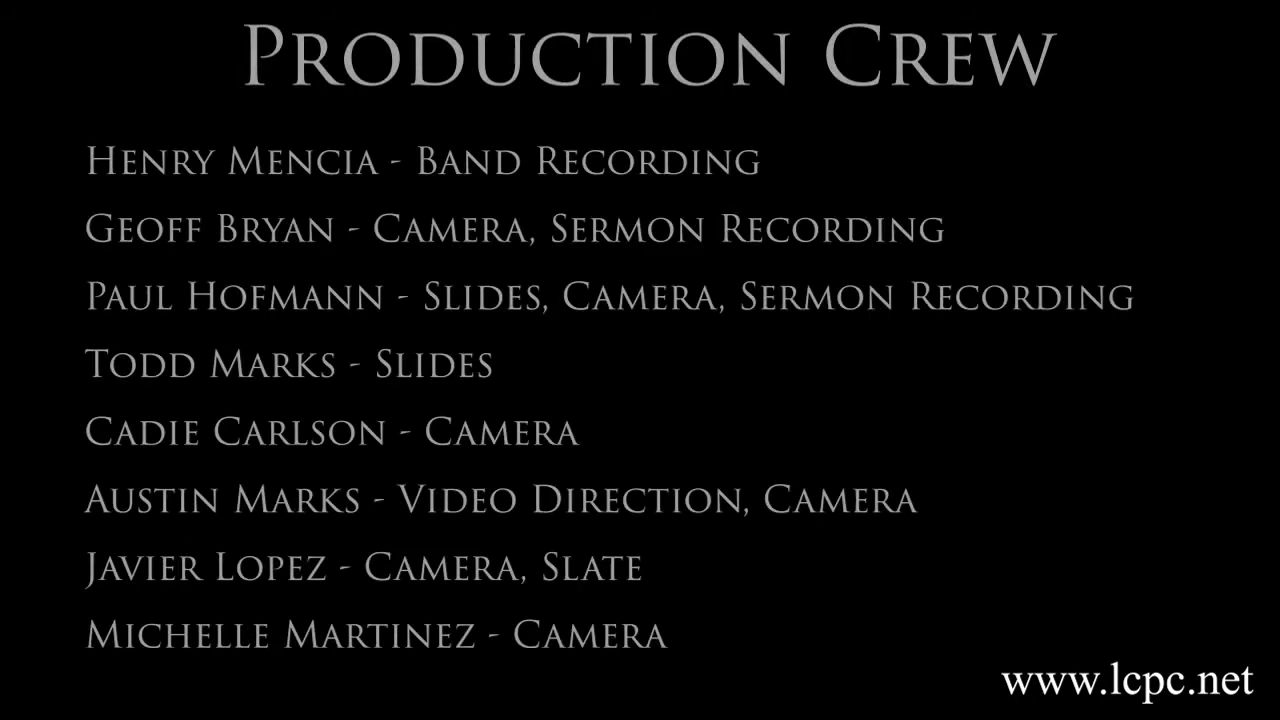 Production Crew
Henry Mencia - Band Recording
Geoff Bryan - Camera, Sermon Recording
Paul Hofmann - Slides, Camera, Sermon Recording
Todd Marks - Slides
Cadie Carlson - Camera
Austin Marks - Video Direction, Camera
Javier Lopez - Camera, Slate
Michelle Martinez - Camera
www.lcpc.net